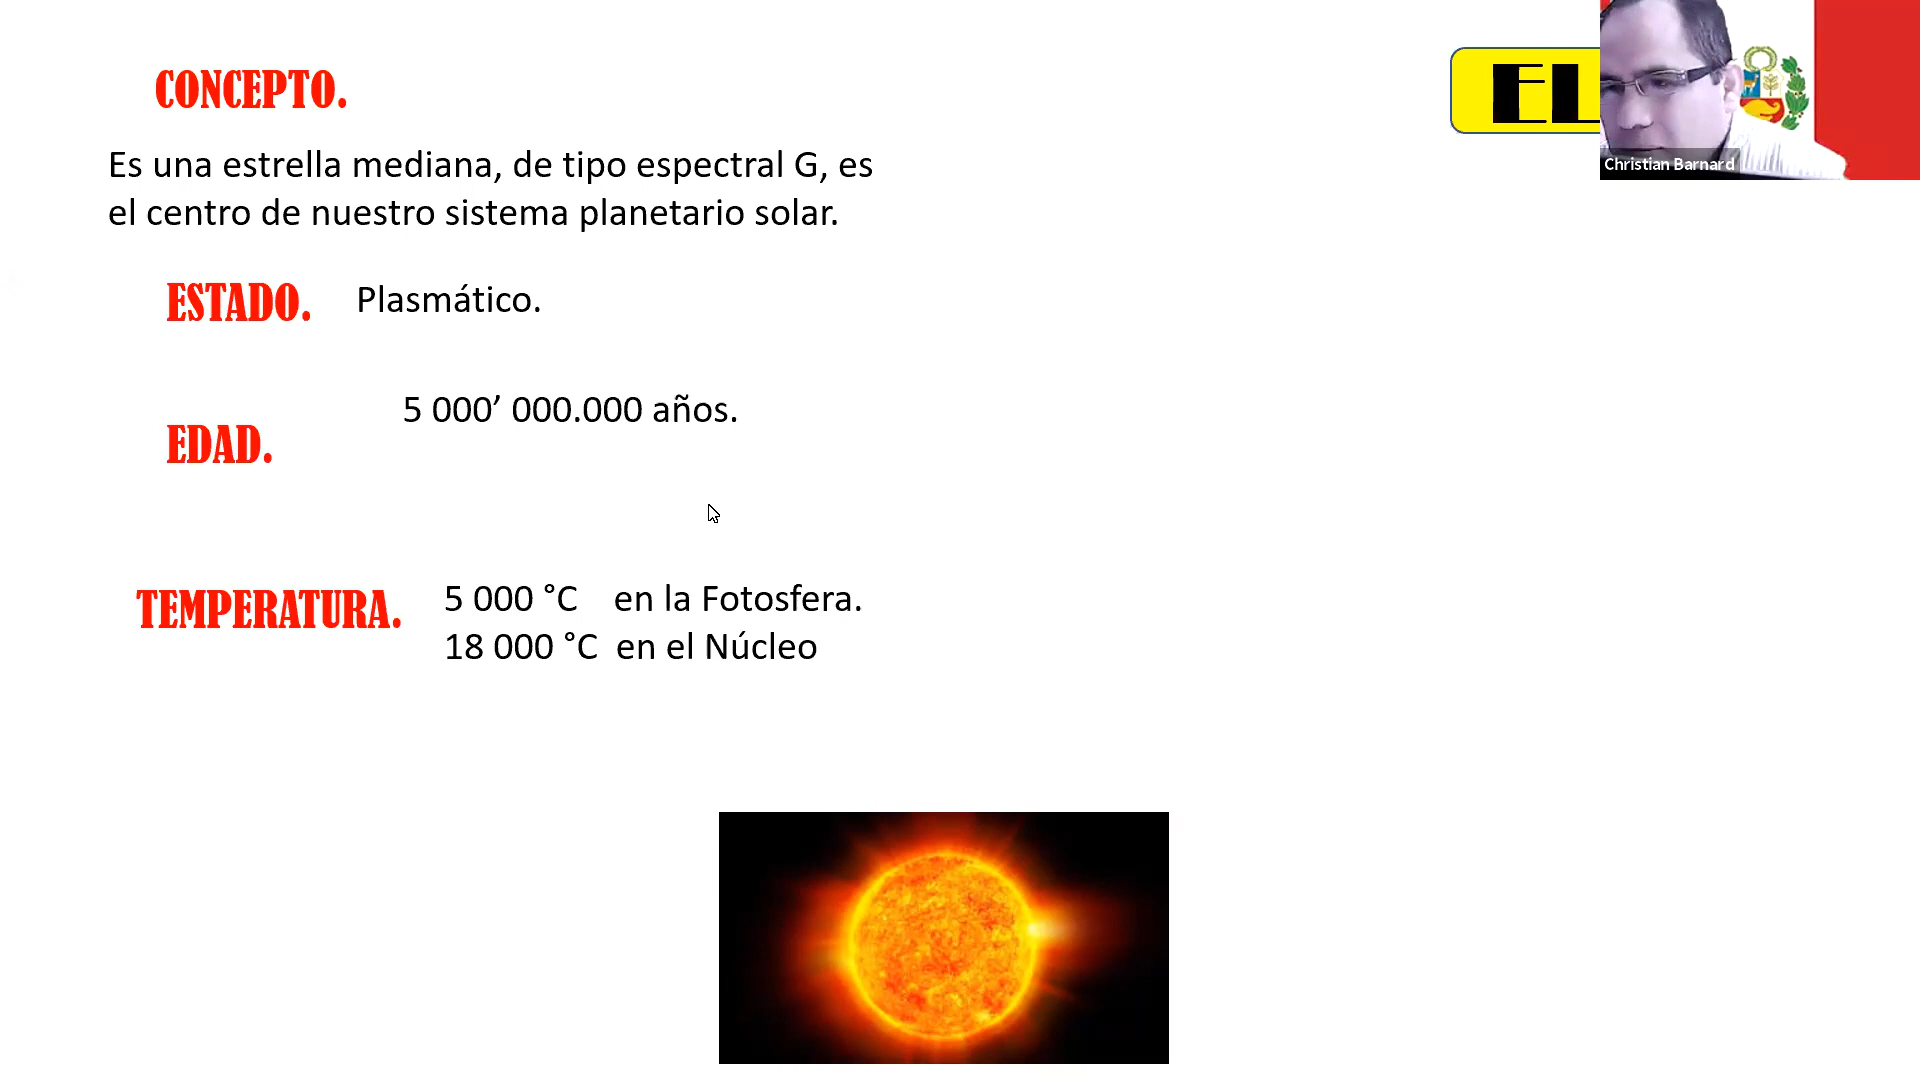 CONCEPTO.
EL
Christian Barnard
Es una estrella mediana, de tipo espectral G, es
el centro de nuestro sistema planetario solar.
ESTADO. Plasmático.
5 000’ 000.000 años.
EDAD.
TEMPERATURA. 5 000 °C en la Fotosfera.
18 000 °C en el Núcleo